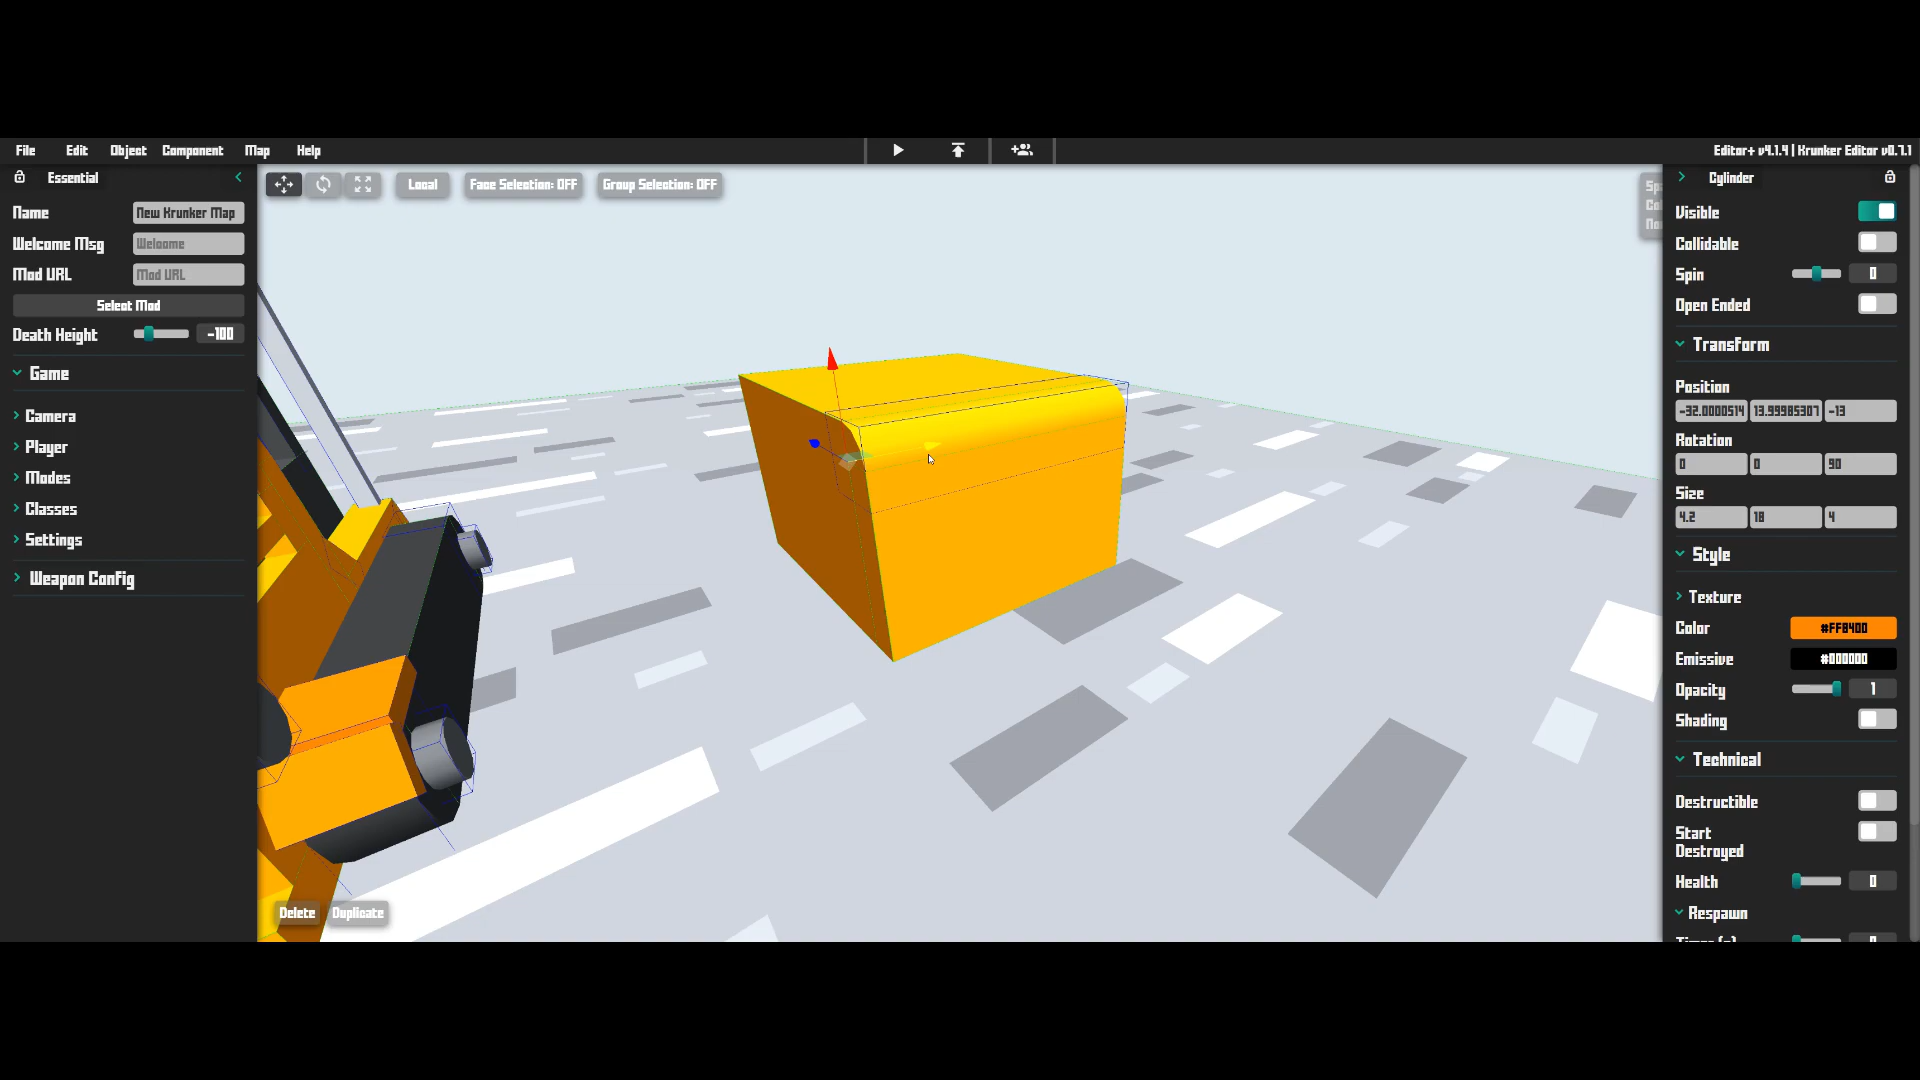 File Edit Object Component Map Help
Editor+ v4.1.4 | Krunker Editor v0.7.1
Essential
Name New Krunker Map
Welcome Msg Welcome
Mod URL Mod URL
Select Mod
Death Height -100
Game
Camera
Player
Modes
Classes
Settings
Weapon Config
Local Face Selection: OFF Group Selection: OFF
Delete Duplicate
Cylinder
Visible
Collidable
Spin 0
Open Ended
Transform
Position
-32.0000514 13.99985307 -13
Rotation
0 0 90
Size
4.2 18 4
Style
Texture
Color #FF8400
Emissive #000000
Opacity 1
Shading
Technical
Destructible
Start
Destroyed
Health 0
Respawn